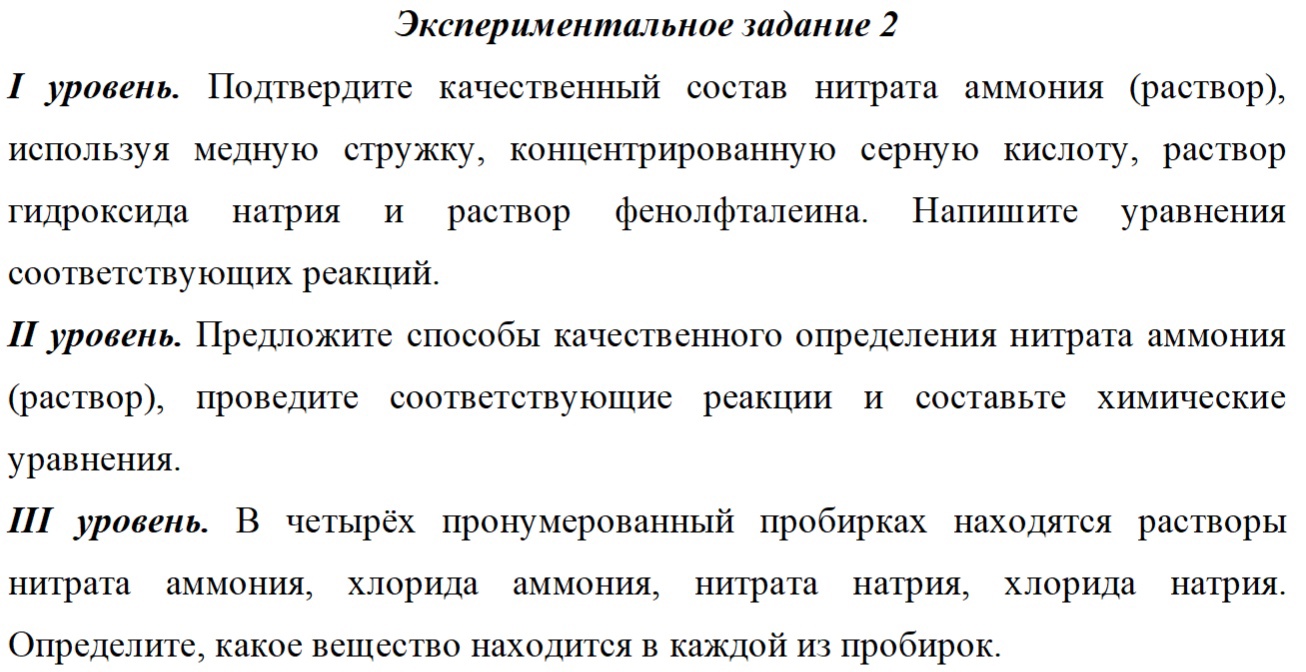 Экспериментальное задание 2
I уровень. Подтвердите качественный состав нитрата аммония (раствор),
используя медную стружку, концентрированную серную кислоту, раствор
гидроксида натрия и раствор фенолфталеина. Напишите уравнения
соответствующих реакций.
II уровень. Предложите способы качественного определения нитрата аммония
(раствор), проведите соответствующие реакции и составьте химические
уравнения.
III уровень. В четырёх пронумерованный пробирках находятся растворы
нитрата аммония, хлорида аммония, нитрата натрия, хлорида натрия.
Определите, какое вещество находится в каждой из пробирок.